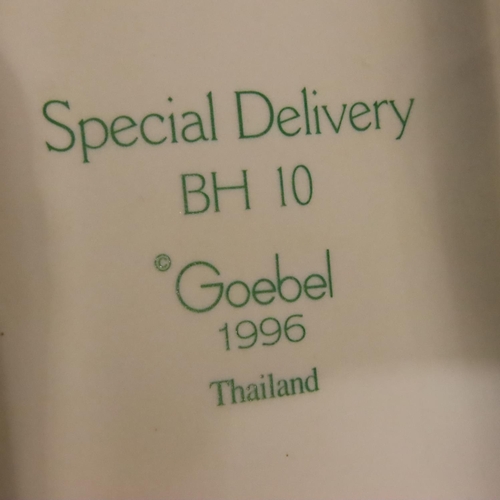 Special Delivery
BH 10
© Goebel
1996
Thailand